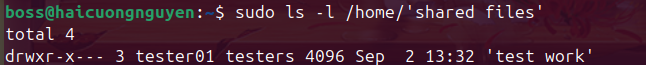 boss@haicuongnguyen:~$ sudo ls -l /home/'shared files'
total 4
drwxr-x--- 3 tester01 testers 4096 Sep  2 13:32 'test work'